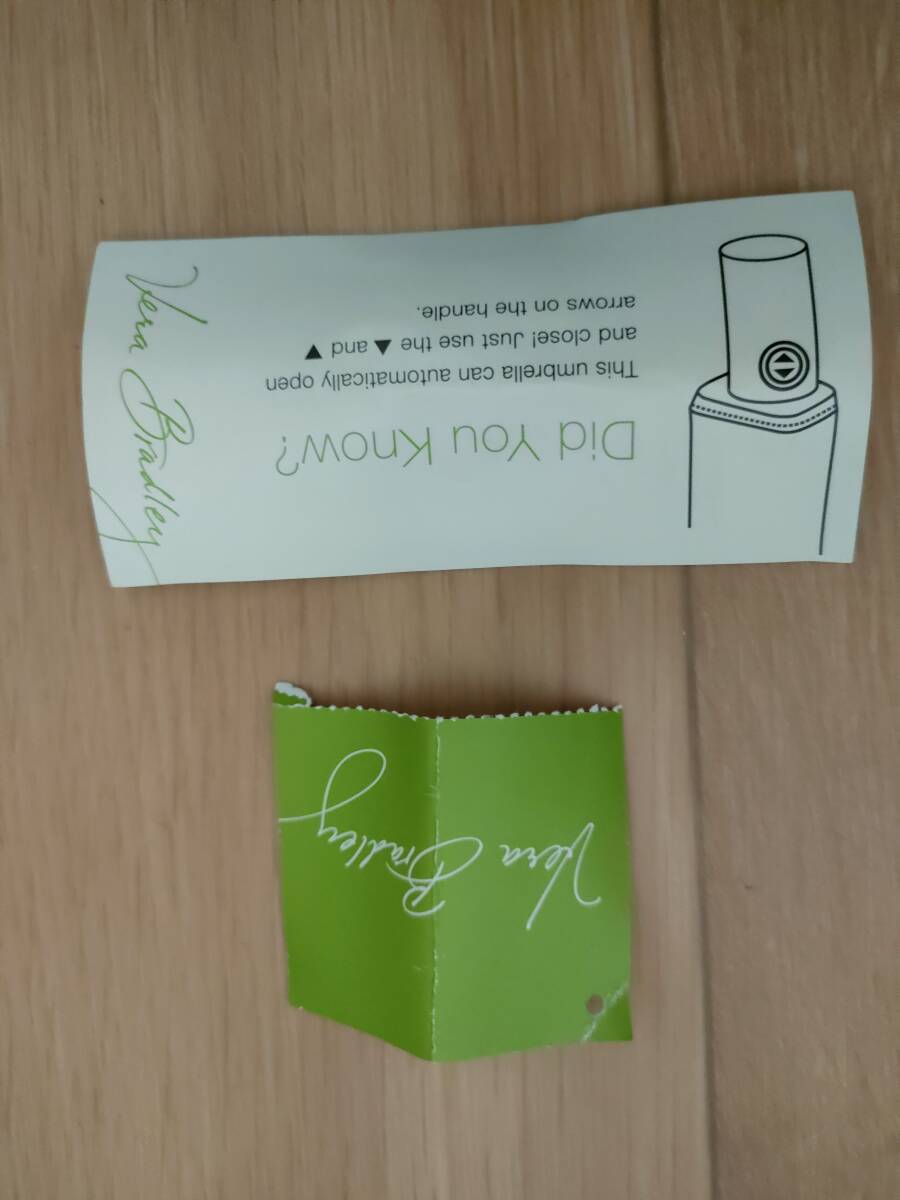 Did You Know?
This umbrella can automatically open
and close! Just use the ▲ and ▼
arrows on the handle.
Vera Bradley
Vera Bradley